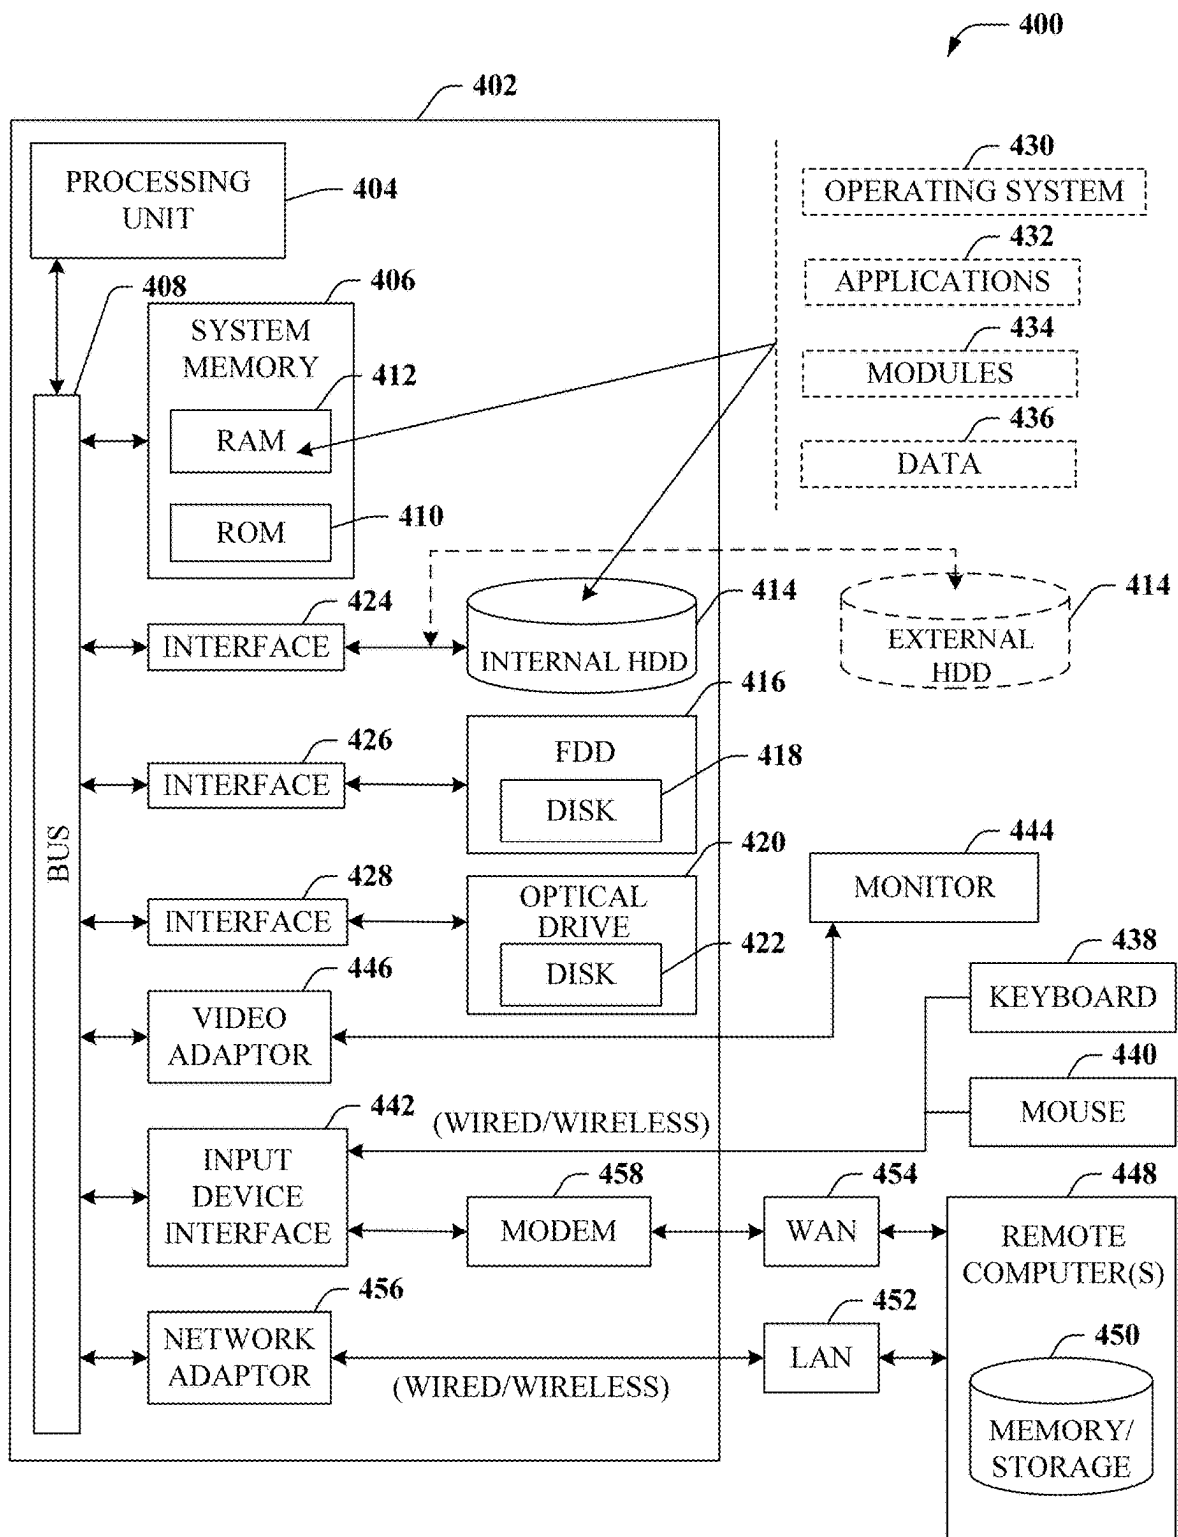 400
402
PROCESSING
UNIT
404
430
OPERATING SYSTEM
432
APPLICATIONS
434
MODULES
436
DATA
408
406
SYSTEM
MEMORY
412
RAM
410
ROM
BUS
424
INTERFACE
414
INTERNAL HDD
414
EXTERNAL
HDD
416
FDD
418
DISK
426
INTERFACE
420
OPTICAL
DRIVE
422
DISK
428
INTERFACE
444
MONITOR
446
VIDEO
ADAPTOR
438
KEYBOARD
440
MOUSE
442
INPUT
DEVICE
INTERFACE
(WIRED/WIRELESS)
458
MODEM
454
WAN
448
REMOTE
COMPUTER(S)
456
NETWORK
ADAPTOR
(WIRED/WIRELESS)
452
LAN
450
MEMORY/
STORAGE